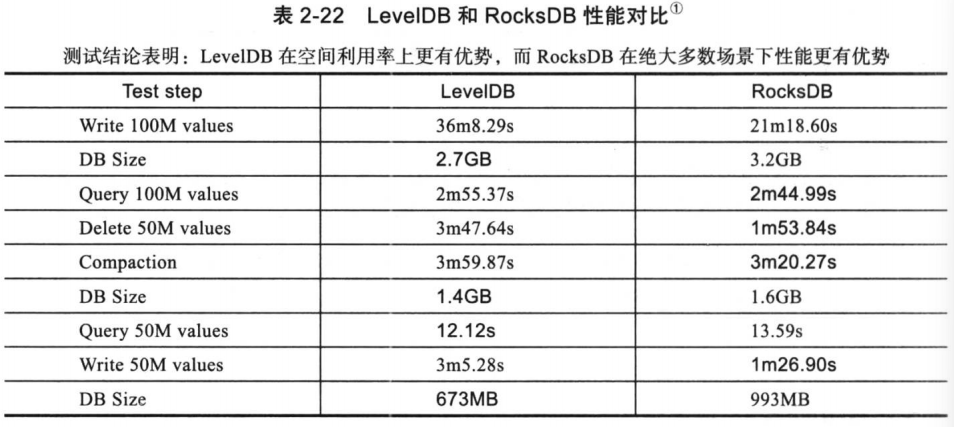 表 2-22 LevelDB 和 RocksDB 性能对比①
测试结论表明：LevelDB 在空间利用率上更有优势，而 RocksDB 在绝大多数场景下性能更有优势
Test step LevelDB RocksDB
Write 100M values 36m8.29s 21m18.60s
DB Size 2.7GB 3.2GB
Query 100M values 2m55.37s 2m44.99s
Delete 50M values 3m47.64s 1m53.84s
Compaction 3m59.87s 3m20.27s
DB Size 1.4GB 1.6GB
Query 50M values 12.12s 13.59s
Write 50M values 3m5.28s 1m26.90s
DB Size 673MB 993MB